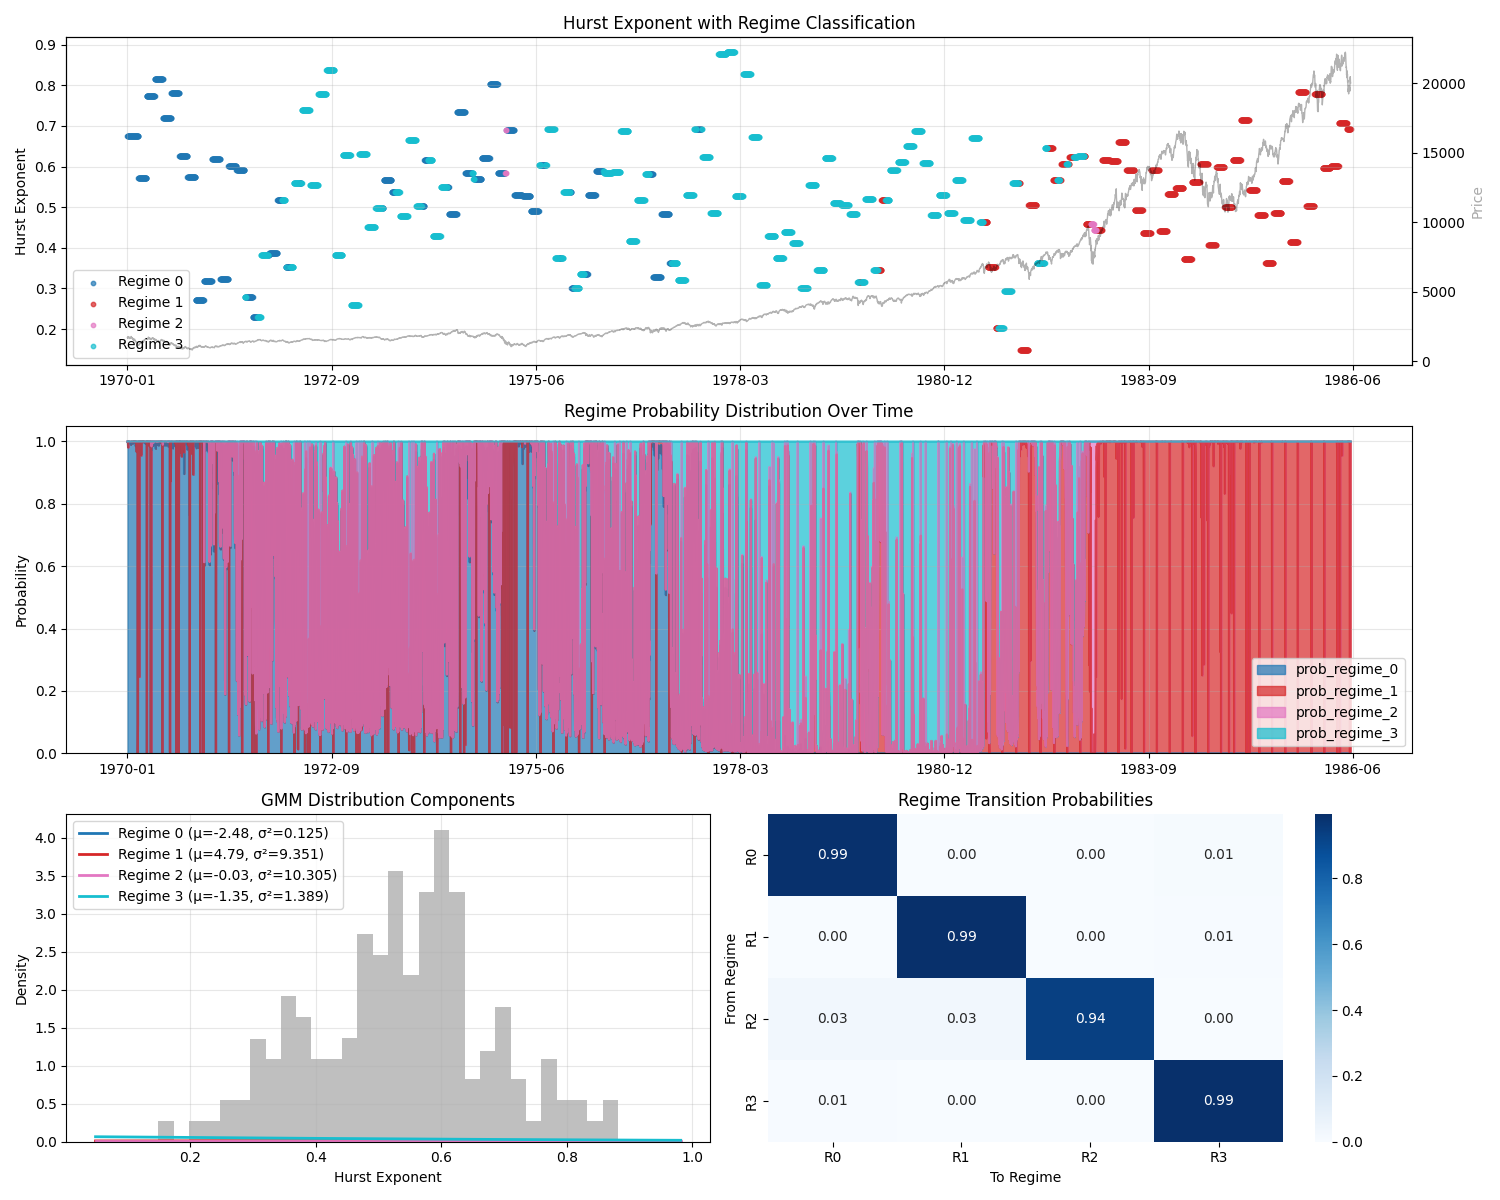 Hurst Exponent with Regime Classification
0.9
0.8
0.7
0.6
0.5
0.4
0.3
0.2
Hurst Exponent
Regime 0
Regime 1
Regime 2
Regime 3
20000
15000
10000
5000
0
Price
1970-01 1972-09 1975-06 1978-03 1980-12 1983-09 1986-06
Regime Probability Distribution Over Time
1.0
0.8
0.6
0.4
0.2
0.0
Probability
prob_regime_0
prob_regime_1
prob_regime_2
prob_regime_3
1970-01 1972-09 1975-06 1978-03 1980-12 1983-09 1986-06
GMM Distribution Components
4.0
3.5
3.0
2.5
2.0
1.5
1.0
0.5
0.0
Density
Regime 0 (μ=-2.48, σ²=0.125)
Regime 1 (μ=4.79, σ²=9.351)
Regime 2 (μ=-0.03, σ²=10.305)
Regime 3 (μ=-1.35, σ²=1.389)
0.2 0.4 0.6 0.8 1.0
Hurst Exponent
Regime Transition Probabilities
From Regime
R0 0.99 0.00 0.00 0.01
R1 0.00 0.99 0.00 0.01
R2 0.03 0.03 0.94 0.00
R3 0.01 0.00 0.00 0.99
R0 R1 R2 R3
To Regime
0.8
0.6
0.4
0.2
0.0